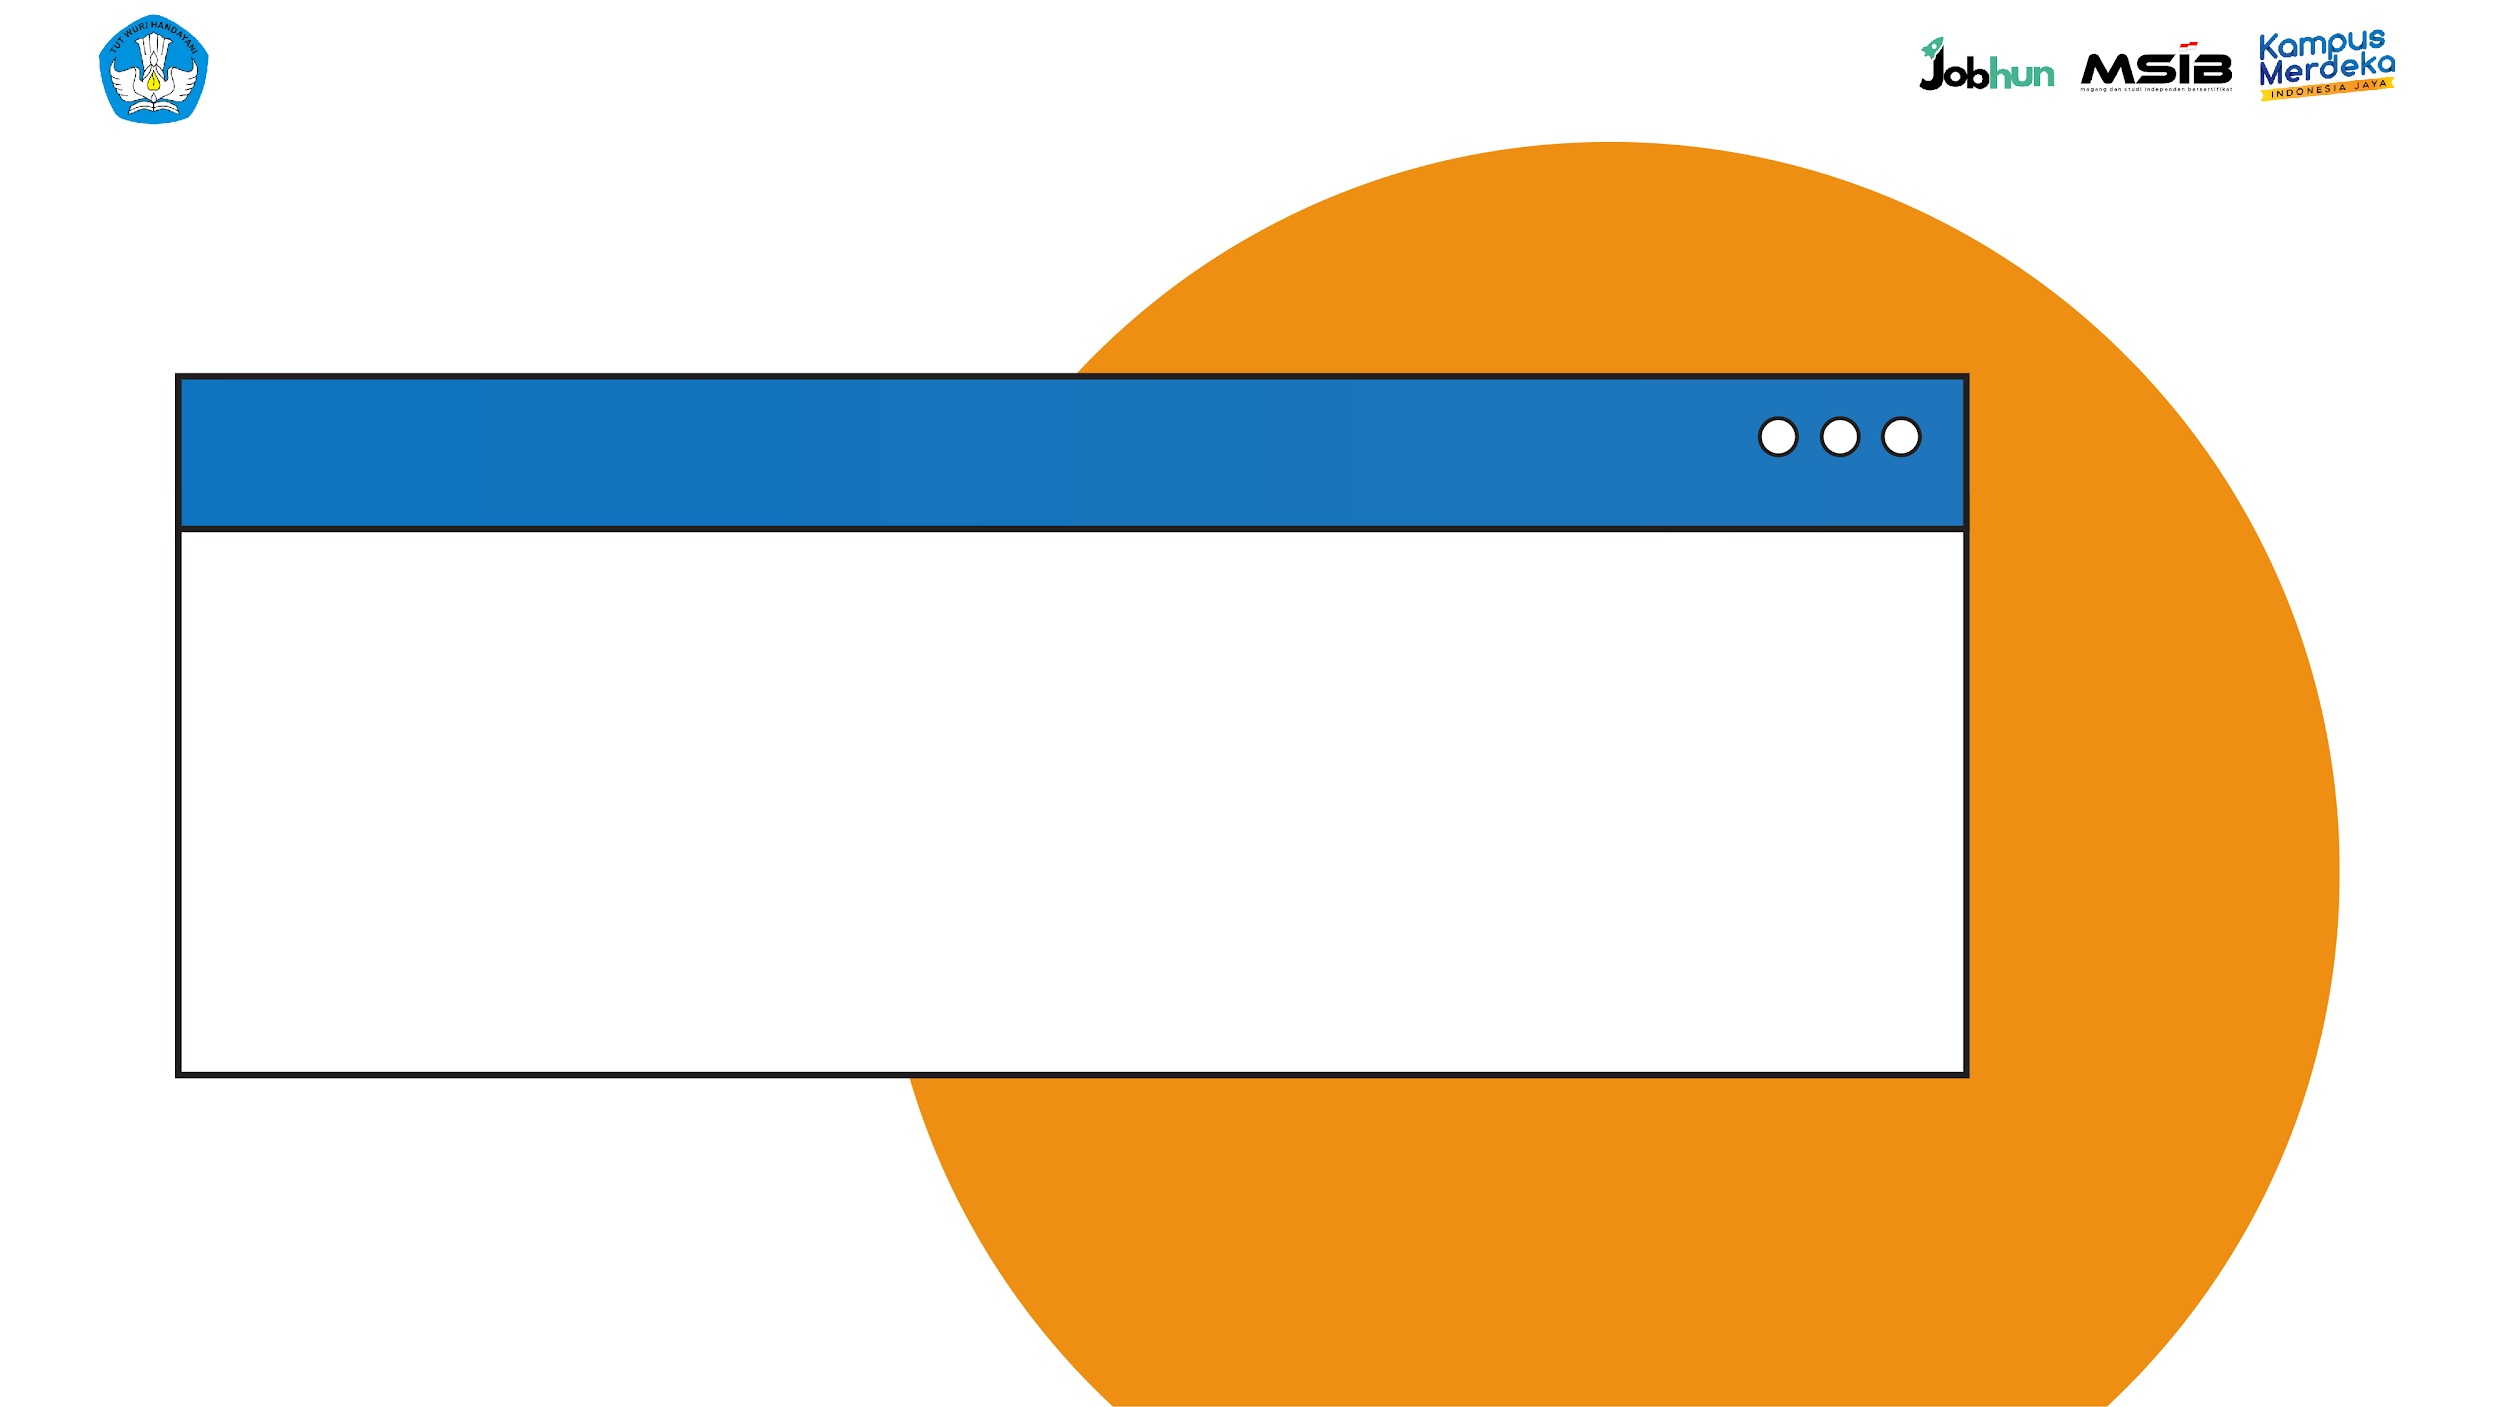 TUT WURI HANDAYANI
Jobhun
MSIB
magang dan studi independen bersertifikat
Kampus
Merdeka
INDONESIA JAYA